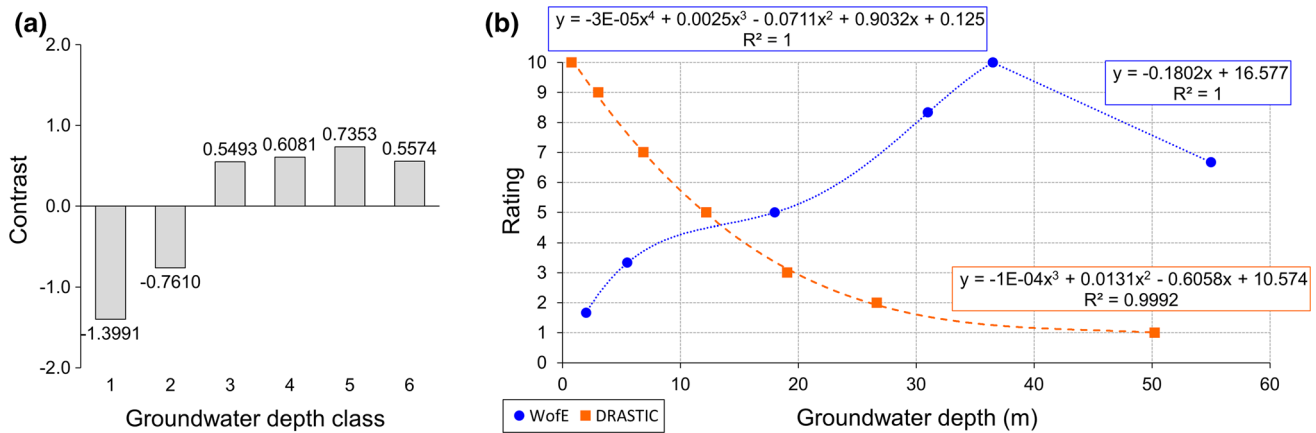 (a)
2.0
1.0
0.0
-1.0
-2.0
Contrast
-1.3991
-0.7610
0.5493
0.6081
0.7353
0.5574
1 2 3 4 5 6
Groundwater depth class
(b)
y = -3E-05x⁴ + 0.0025x³ - 0.0711x² + 0.9032x + 0.125
R² = 1
y = -0.1802x + 16.577
R² = 1
y = -1E-04x³ + 0.0131x² - 0.6058x + 10.574
R² = 0.9992
10
9
8
7
6
5
4
3
2
1
0
Rating
0 10 20 30 40 50 60
Groundwater depth (m)
WofE DRASTIC